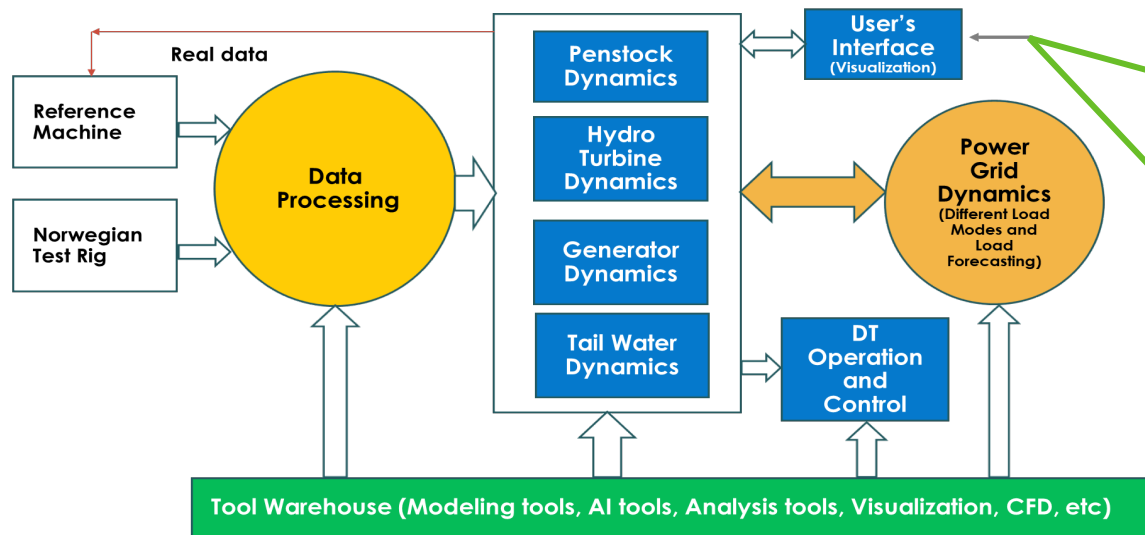 Real data
Reference
Machine
Norwegian
Test Rig
Data
Processing
Penstock
Dynamics
Hydro
Turbine
Dynamics
Generator
Dynamics
Tail Water
Dynamics
User's
Interface
(Visualization)
Power
Grid
Dynamics
(Different Load
Modes and
Load
Forecasting)
DT
Operation
and
Control
Tool Warehouse (Modeling tools, AI tools, Analysis tools, Visualization, CFD, etc)